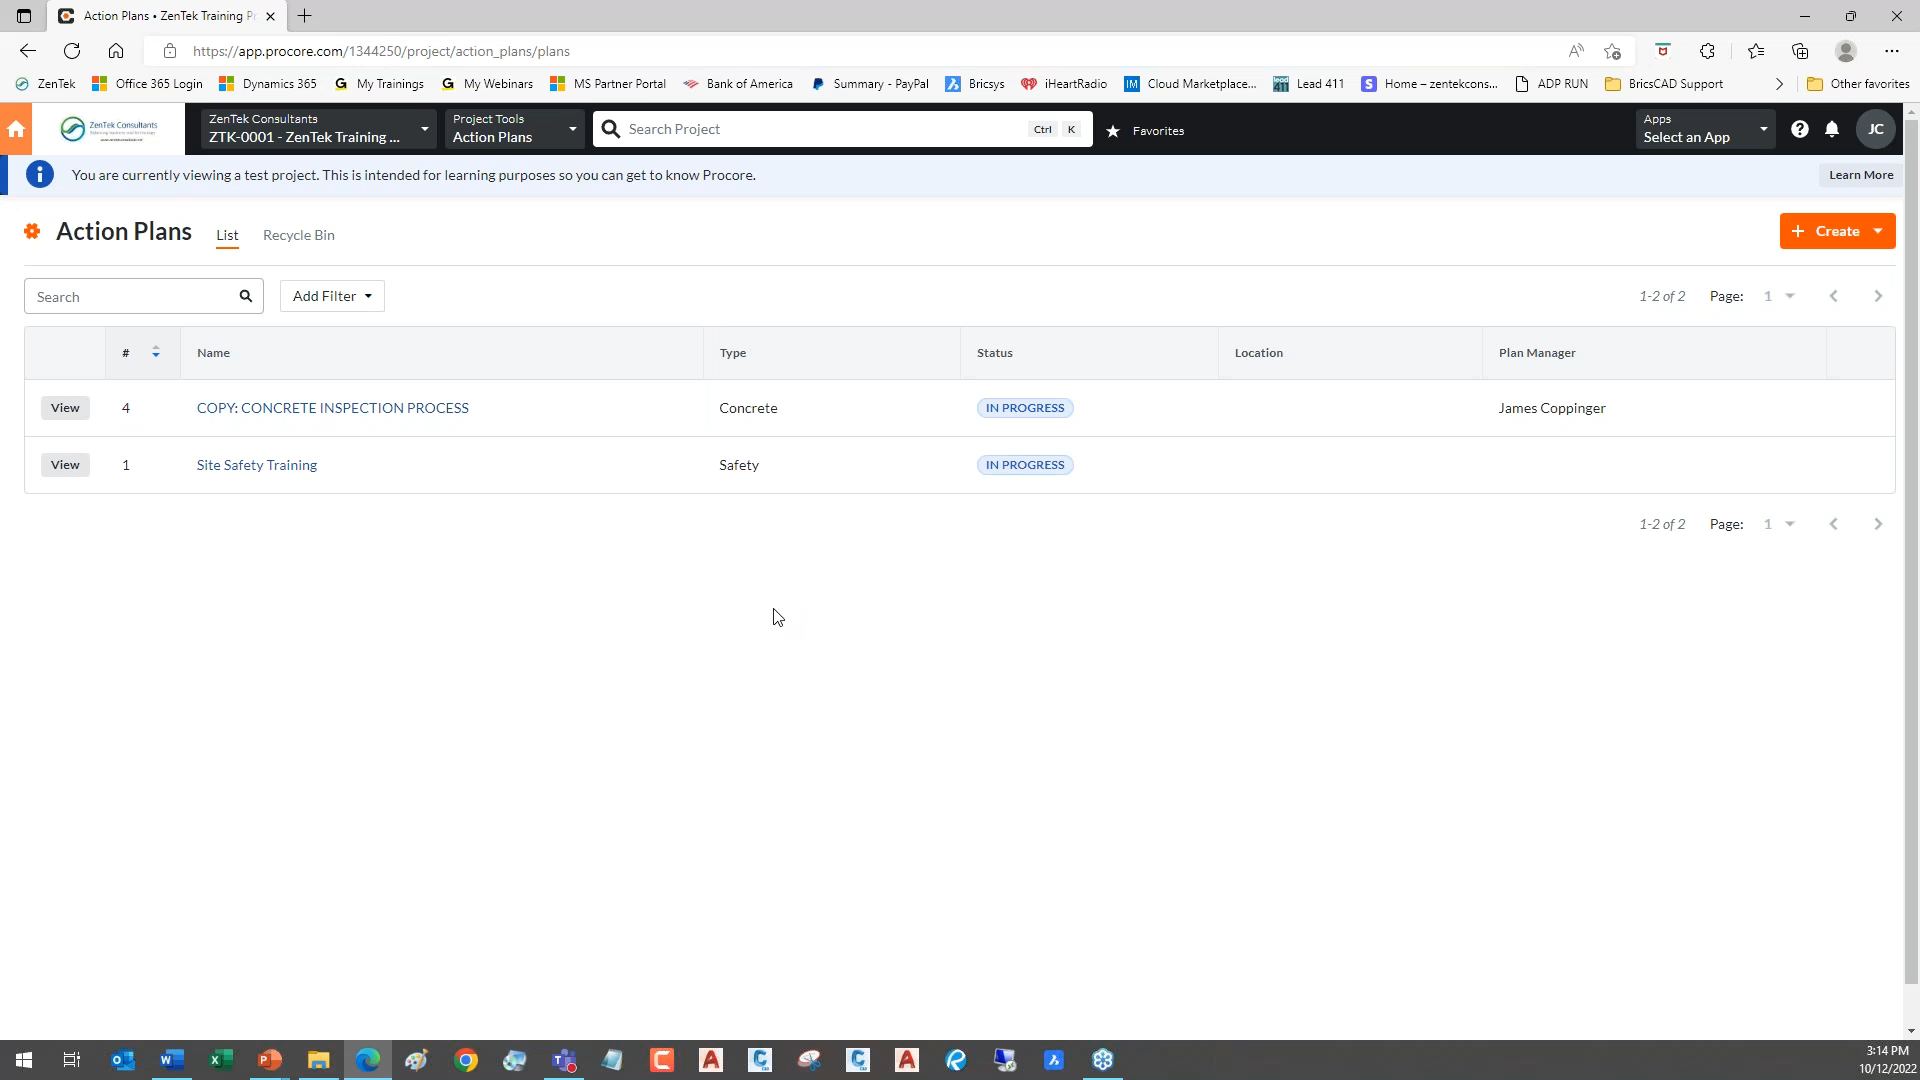 Action Plans • ZenTek Training Pr
https://app.procore.com/1344250/project/action_plans/plans
ZenTek
Office 365 Login
Dynamics 365
My Trainings
My Webinars
MS Partner Portal
Bank of America
Summary - PayPal
Bricsys
iHeartRadio
Cloud Marketplace...
Lead 411
Home – zentekcons...
ADP RUN
BricsCAD Support
Other favorites
ZenTek Consultants
ZenTek Consultants
ZTK-0001 - ZenTek Training ...
Project Tools
Action Plans
Search Project
Ctrl K
Favorites
Apps
Select an App
JC
You are currently viewing a test project. This is intended for learning purposes so you can get to know Procore.
Learn More
Action Plans
List
Recycle Bin
Create
Search
Add Filter
1-2 of 2 Page: 1
# Name Type Status Location Plan Manager
View 4 COPY: CONCRETE INSPECTION PROCESS Concrete IN PROGRESS James Coppinger
View 1 Site Safety Training Safety IN PROGRESS
1-2 of 2 Page: 1
3:14 PM
10/12/2022